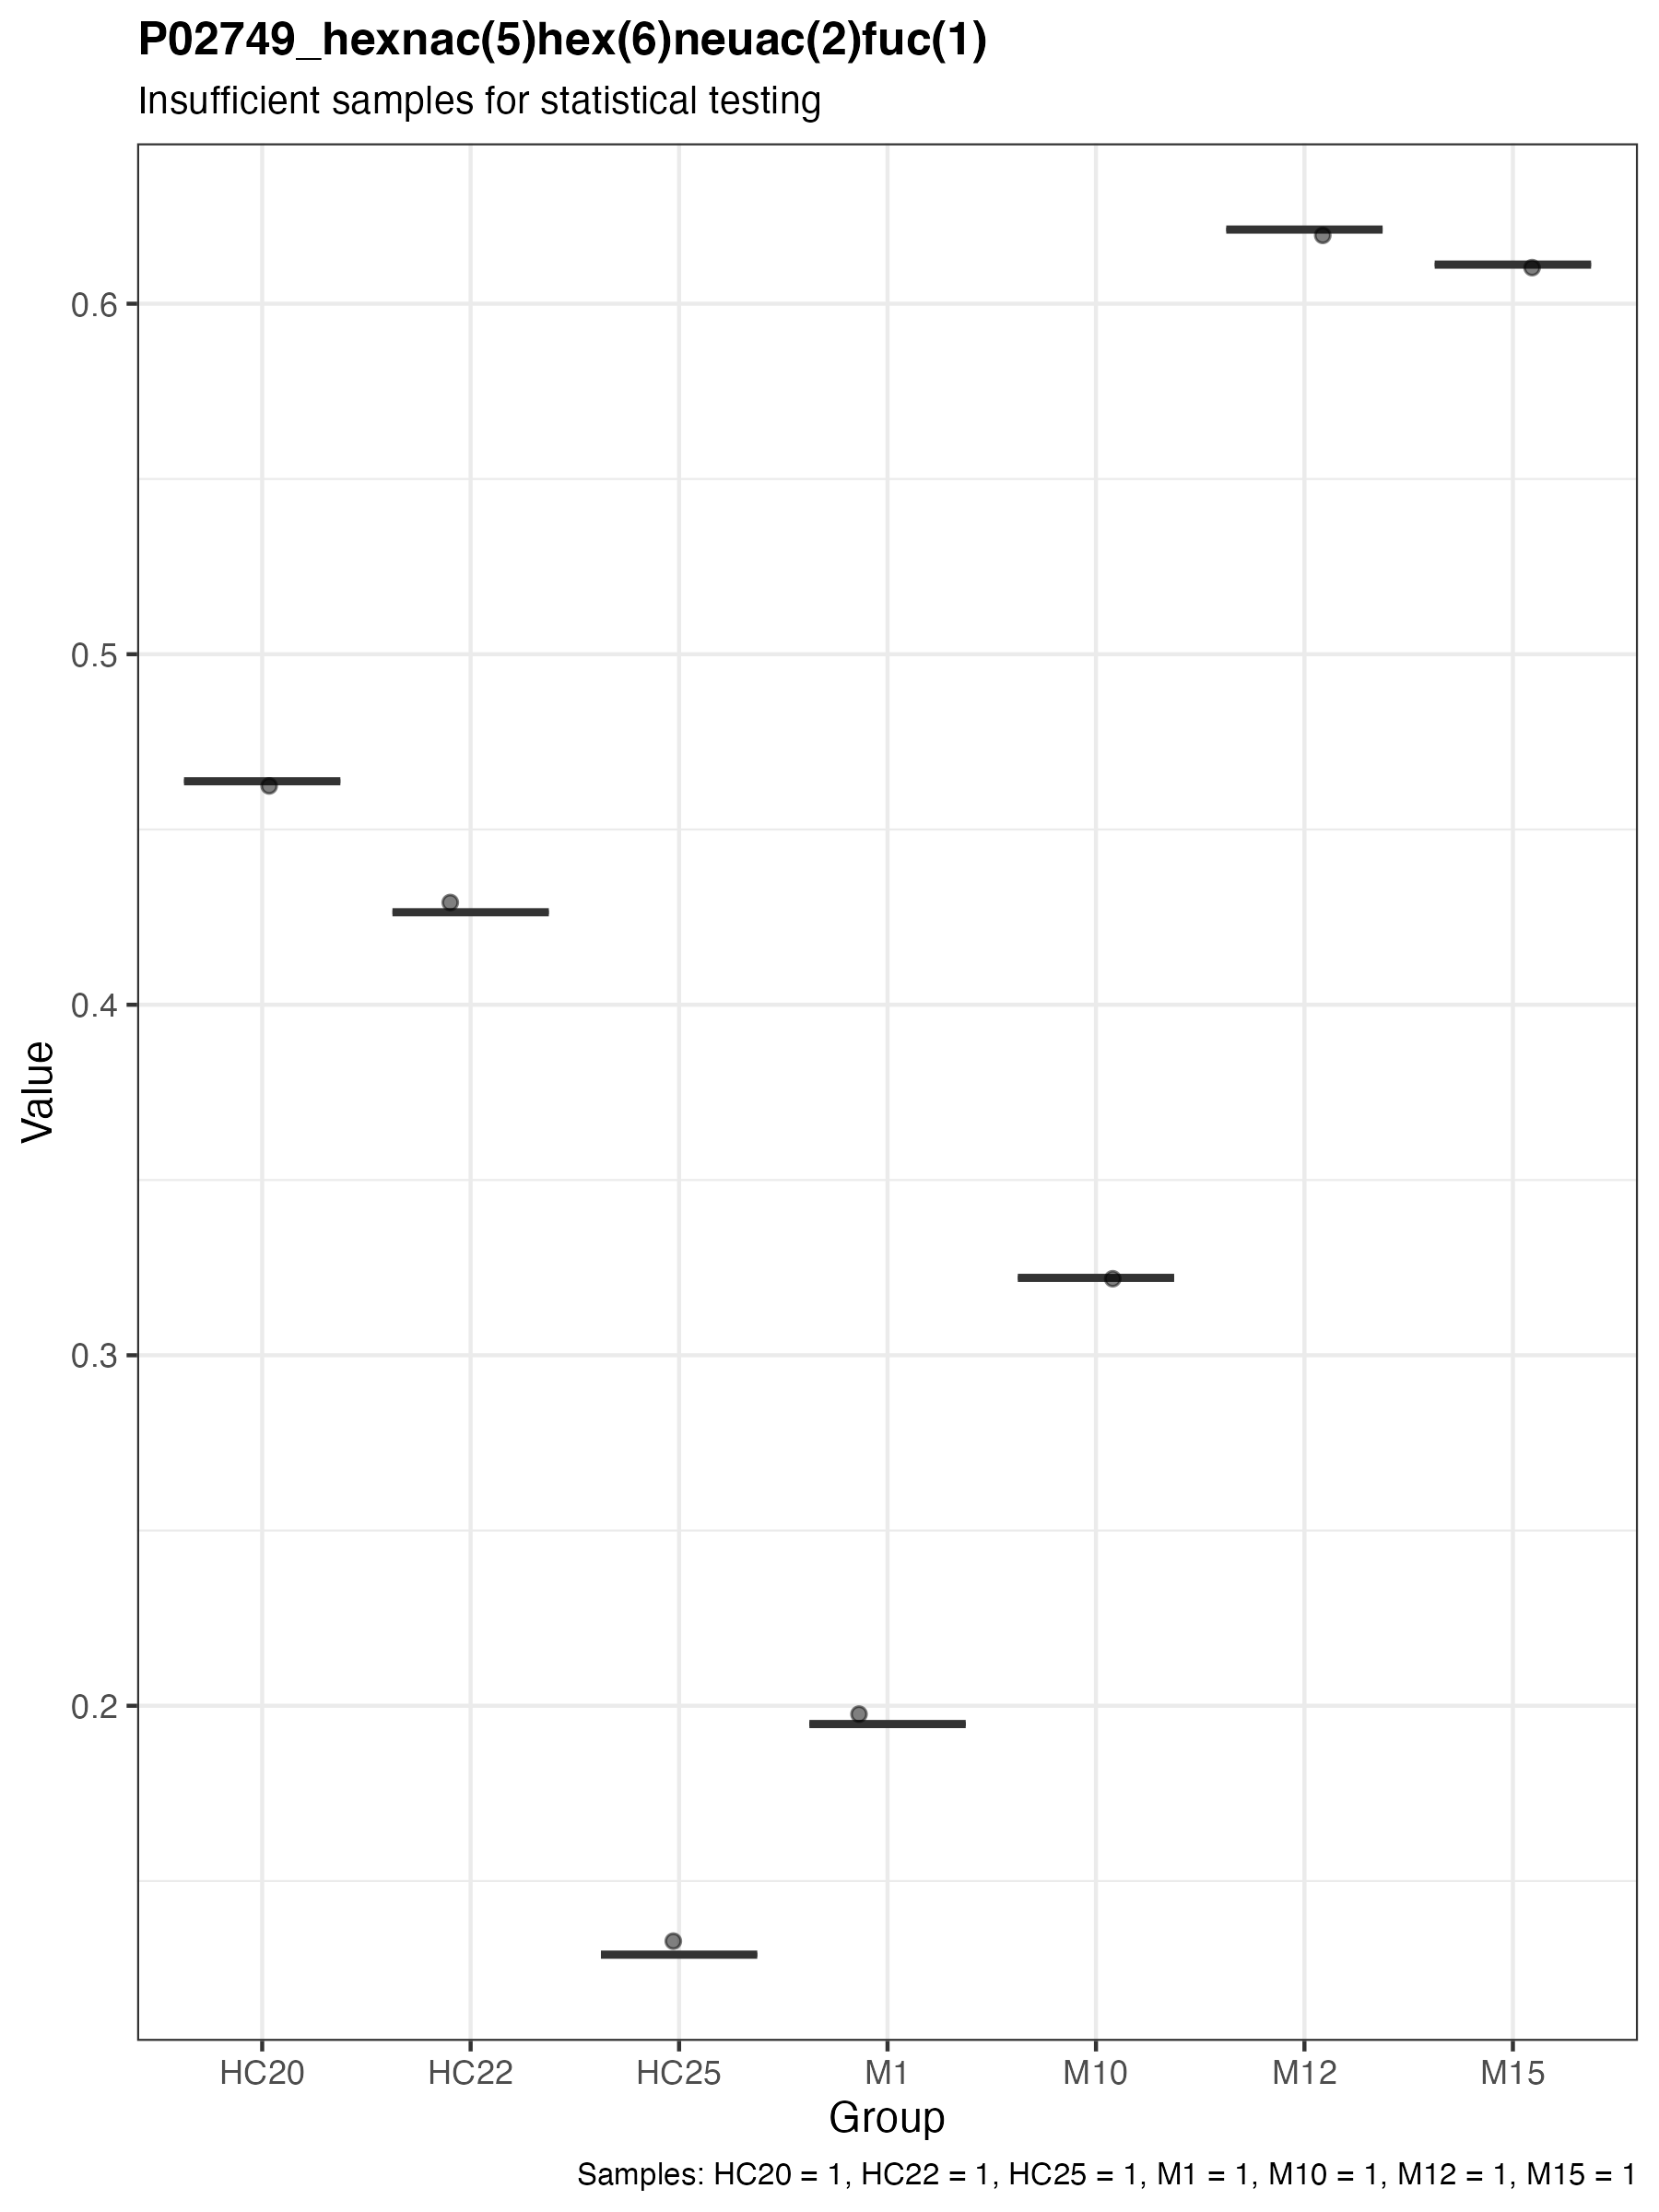 P02749_hexnac(5)hex(6)neuac(2)fuc(1)
Insufficient samples for statistical testing
0.6
0.5
0.4
0.3
0.2
Value
HC20 HC22 HC25 M1 M10 M12 M15
Group
Samples: HC20 = 1, HC22 = 1, HC25 = 1, M1 = 1, M10 = 1, M12 = 1, M15 = 1